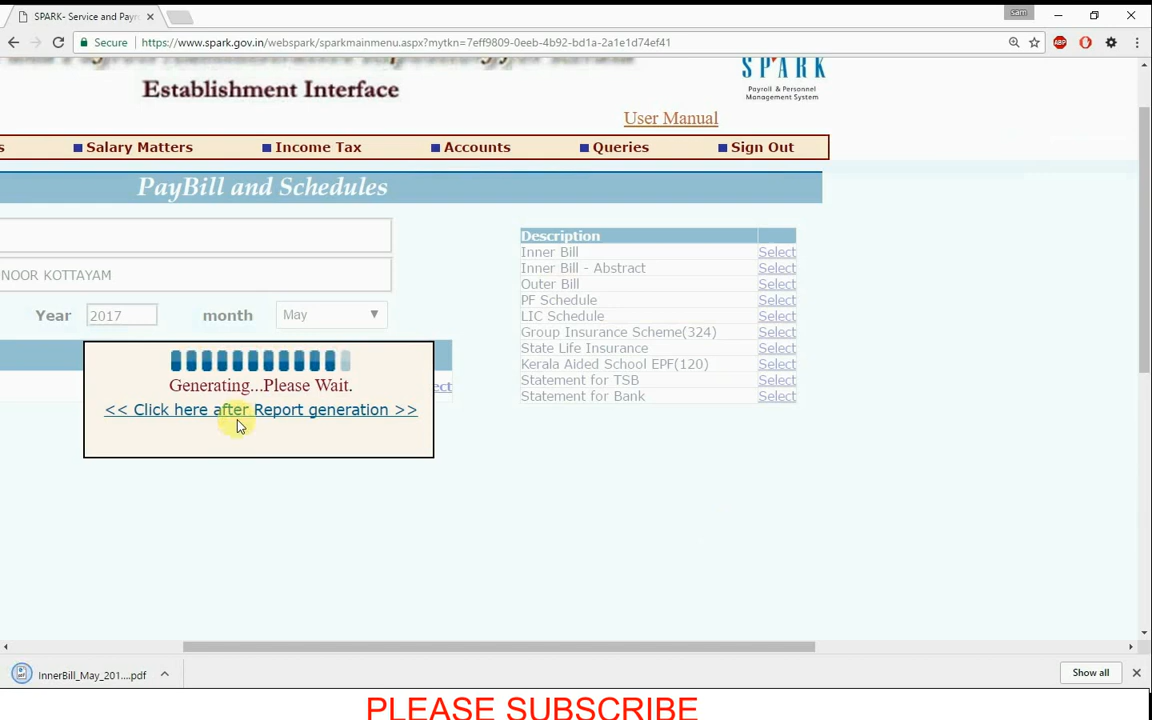 SPARK- Service and Payr
sam
Secure
https://www.spark.gov.in/webspark/sparkmainmenu.aspx?mytkn=7eff9809-0eeb-4b92-bd1a-2a1e1d74ef41
ABP
SPARK
Payroll & Personnel
Management System
Establishment Interface
User Manual
s
Salary Matters
Income Tax
Accounts
Queries
Sign Out
PayBill and Schedules
NOOR KOTTAYAM
Year 2017 month May
Description
Inner Bill Select
Inner Bill - Abstract Select
Outer Bill Select
PF Schedule Select
LIC Schedule Select
Group Insurance Scheme(324) Select
State Life Insurance Select
Kerala Aided School EPF(120) Select
Statement for TSB Select
Statement for Bank Select
ect
Generating...Please Wait.
<< Click here after Report generation >>
InnerBill_May_201....pdf
Show all
PLEASE SUBSCRIBE